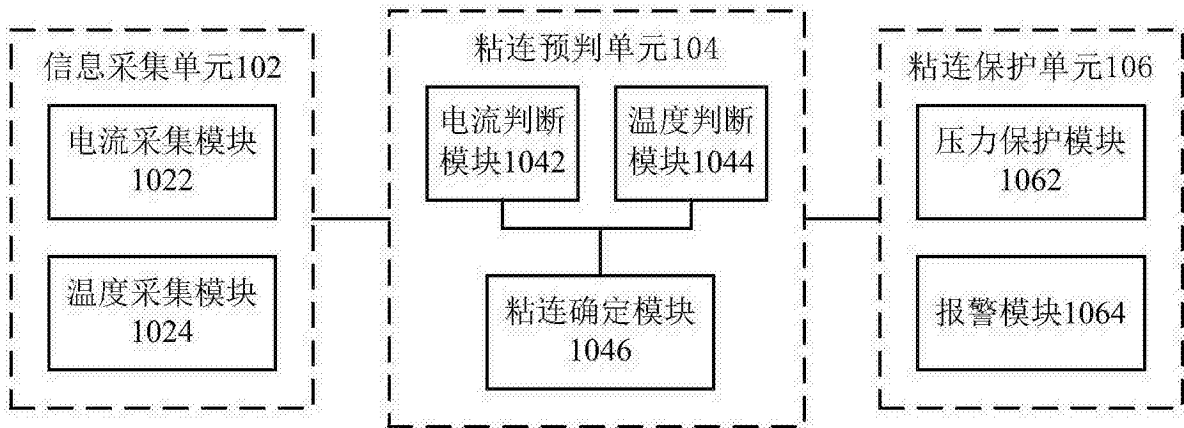 信息采集单元102
电流采集模块
1022
温度采集模块
1024
粘连预判单元104
电流判断
模块1042
温度判断
模块1044
粘连确定模块
1046
粘连保护单元106
压力保护模块
1062
报警模块1064